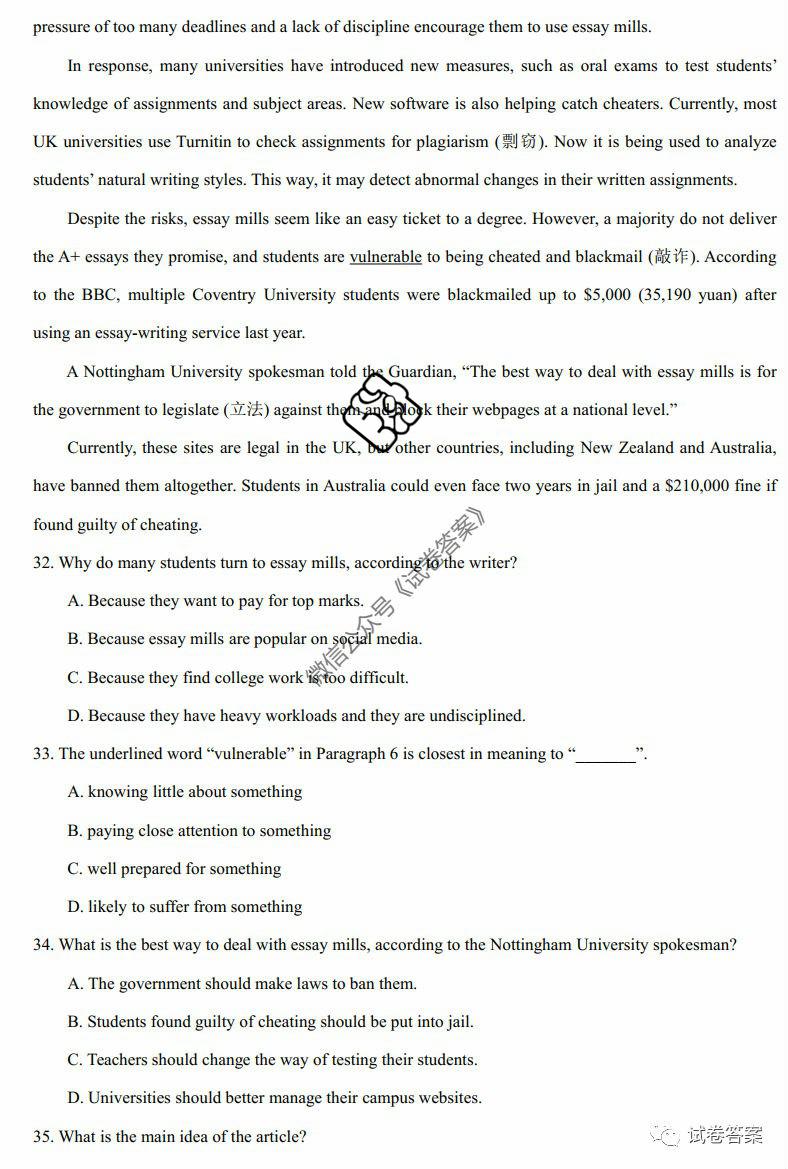 pressure of too many deadlines and a lack of discipline encourage them to use essay mills.
In response, many universities have introduced new measures, such as oral exams to test students’
knowledge of assignments and subject areas. New software is also helping catch cheaters. Currently, most
UK universities use Turnitin to check assignments for plagiarism (剽窃). Now it is being used to analyze
students’ natural writing styles. This way, it may detect abnormal changes in their written assignments.
Despite the risks, essay mills seem like an easy ticket to a degree. However, a majority do not deliver
the A+ essays they promise, and students are vulnerable to being cheated and blackmail (敲诈). According
to the BBC, multiple Coventry University students were blackmailed up to $5,000 (35,190 yuan) after
using an essay-writing service last year.
A Nottingham University spokesman told the Guardian, “The best way to deal with essay mills is for
the government to legislate (立法) against them and block their webpages at a national level.”
Currently, these sites are legal in the UK, but other countries, including New Zealand and Australia,
have banned them altogether. Students in Australia could even face two years in jail and a $210,000 fine if
found guilty of cheating.
32. Why do many students turn to essay mills, according to the writer?
A. Because they want to pay for top marks.
B. Because essay mills are popular on social media.
C. Because they find college work is too difficult.
D. Because they have heavy workloads and they are undisciplined.
微信公众号《试卷答案》
33. The underlined word “vulnerable” in Paragraph 6 is closest in meaning to “_______”.
A. knowing little about something
B. paying close attention to something
C. well prepared for something
D. likely to suffer from something
34. What is the best way to deal with essay mills, according to the Nottingham University spokesman?
A. The government should make laws to ban them.
B. Students found guilty of cheating should be put into jail.
C. Teachers should change the way of testing their students.
D. Universities should better manage their campus websites.
35. What is the main idea of the article?
试卷答案